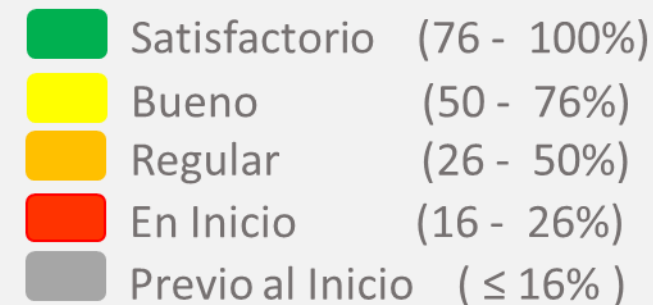 Satisfactorio (76 - 100%)
Bueno (50 - 76%)
Regular (26 - 50%)
En Inicio (16 - 26%)
Previo al Inicio ( ≤ 16% )